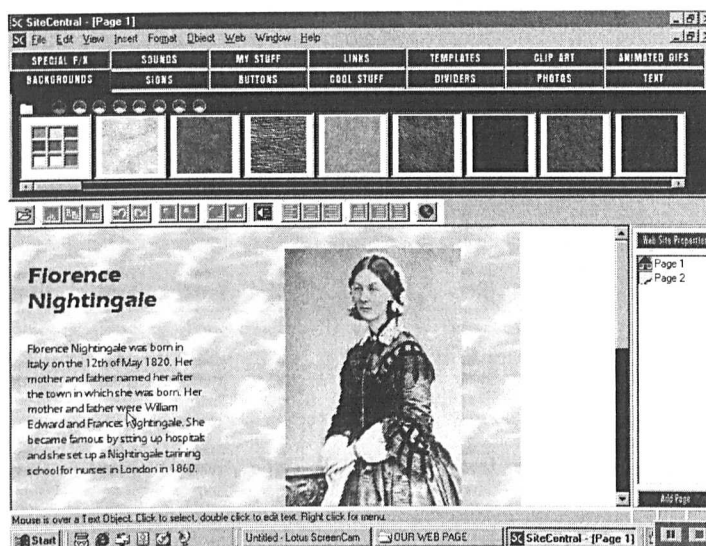 SiteCentral - [Page 1]
File Edit View Insert Format Object Web Window Help
SPECIAL F/X SOUNDS MY STUFF LINKS TEMPLATES CLIP ART ANIMATED GIFS
BACKGROUNDS SIGNS BUTTONS COOL STUFF DIVIDERS PHOTOS TEXT
Web Site Properties
Page 1
Page 2
Florence
Nightingale
Florence Nightingale was born in
Italy on the 12th of May 1820. Her
mother and father named her after
the town in which she was born. Her
mother and father were William
Edward and Frances Nightingale. She
became famous by stting up hospitals
and she set up a Nightingale tarining
school for nurses in London in 1860.
Add Page
Mouse is over a Text Object. Click to select, double click to edit text. Right click for menu.
Start Untitled - Lotus ScreenCam OUR WEB PAGE SiteCentral - [Page 1]